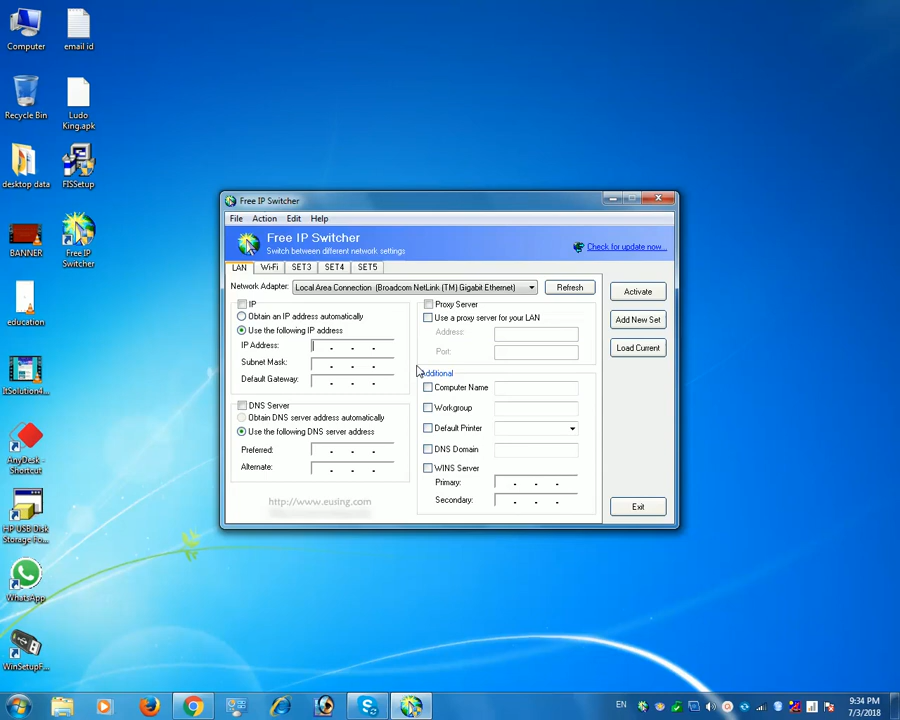 Computer
email id
Recycle Bin
Ludo
King.apk
desktop data
FISSetup
BANNER
Free IP
Switcher
education
ItSolution4...
AnyDesk -
Shortcut
HP USB Disk
Storage Fo...
WhatsApp
WinSetupF...
Free IP Switcher
File Action Edit Help
Free IP Switcher
Switch between different network settings
Check for update now...
LAN Wi-Fi SET3 SET4 SET5
Network Adapter: Local Area Connection (Broadcom NetLink (TM) Gigabit Ethernet) Refresh
IP
Obtain an IP address automatically
Use the following IP address
IP Address: . . .
Subnet Mask: . . .
Default Gateway: . . .
DNS Server
Obtain DNS server address automatically
Use the following DNS server address
Preferred: . . .
Alternate: . . .
http://www.eusing.com
Proxy Server
Use a proxy server for your LAN
Address:
Port:
Additional
Computer Name
Workgroup
Default Printer
DNS Domain
WINS Server
Primary: . . .
Secondary: . . .
Activate
Add New Set
Load Current
Exit
EN
9:34 PM
7/3/2018